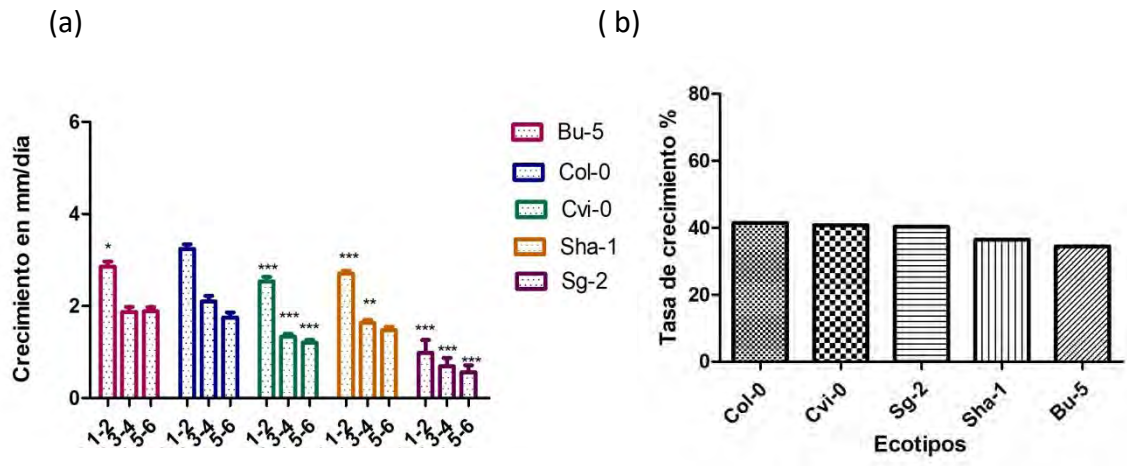 (a)
( b)
Crecimiento en mm/día
6
4
2
0
*
***
***
***
***
**
***
***
***
1-2
3-4
5-6
1-2
3-4
5-6
1-2
3-4
5-6
1-2
3-4
5-6
1-2
3-4
5-6
Bu-5
Col-0
Cvi-0
Sha-1
Sg-2
Tasa de crecimiento %
80
60
40
20
0
Col-0
Cvi-0
Sg-2
Sha-1
Bu-5
Ecotipos